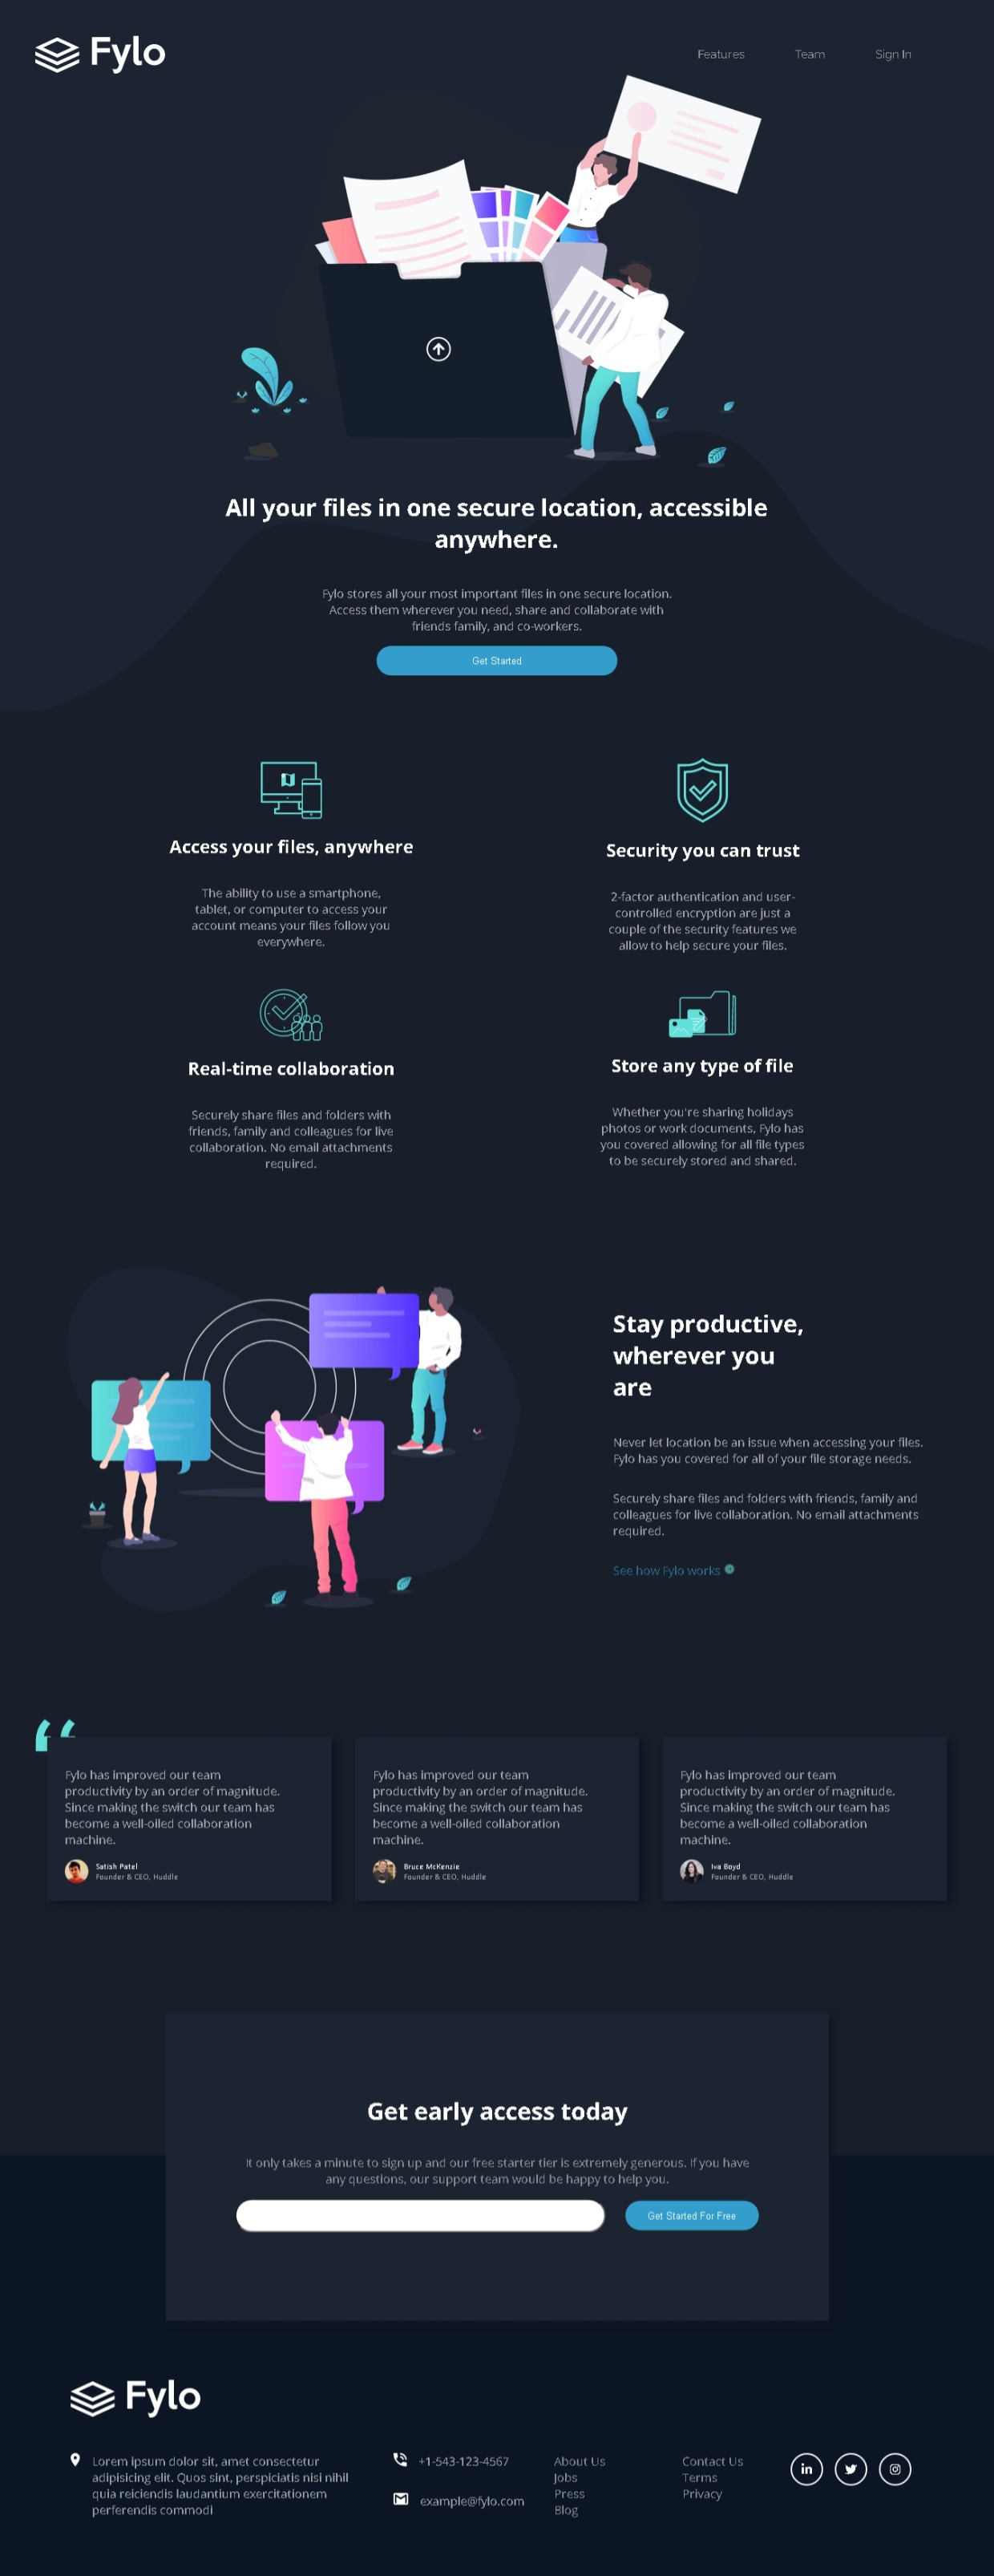 Fylo
Features
Team
Sign In
All your files in one secure location, accessible
anywhere.
Fylo stores all your most important files in one secure location.
Access them wherever you need, share and collaborate with
friends family, and co-workers.
Get Started
Access your files, anywhere
The ability to use a smartphone,
tablet, or computer to access your
account means your files follow you
everywhere.
Security you can trust
2-factor authentication and user-
controlled encryption are just a
couple of the security features we
allow to help secure your files.
Real-time collaboration
Securely share files and folders with
friends, family and colleagues for live
collaboration. No email attachments
required.
Store any type of file
Whether you're sharing holidays
photos or work documents, Fylo has
you covered allowing for all file types
to be securely stored and shared.
Stay productive,
wherever you
are
Never let location be an issue when accessing your files.
Fylo has you covered for all of your file storage needs.
Securely share files and folders with friends, family and
colleagues for live collaboration. No email attachments
required.
See how Fylo works
Fylo has improved our team
productivity by an order of magnitude.
Since making the switch our team has
become a well-oiled collaboration
machine.
Satish Patel
Founder & CEO, Huddle
Fylo has improved our team
productivity by an order of magnitude.
Since making the switch our team has
become a well-oiled collaboration
machine.
Bruce McKenzie
Founder & CEO, Huddle
Fylo has improved our team
productivity by an order of magnitude.
Since making the switch our team has
become a well-oiled collaboration
machine.
Iva Boyd
Founder & CEO, Huddle
Get early access today
It only takes a minute to sign up and our free starter tier is extremely generous. If you have
any questions, our support team would be happy to help you.
Get Started For Free
Fylo
Lorem ipsum dolor sit, amet consectetur
adipisicing elit. Quos sint, perspiciatis nisi nihil
quia reiciendis laudantium exercitationem
perferendis commodi
+1-543-123-4567
example@fylo.com
About Us
Jobs
Press
Blog
Contact Us
Terms
Privacy
in